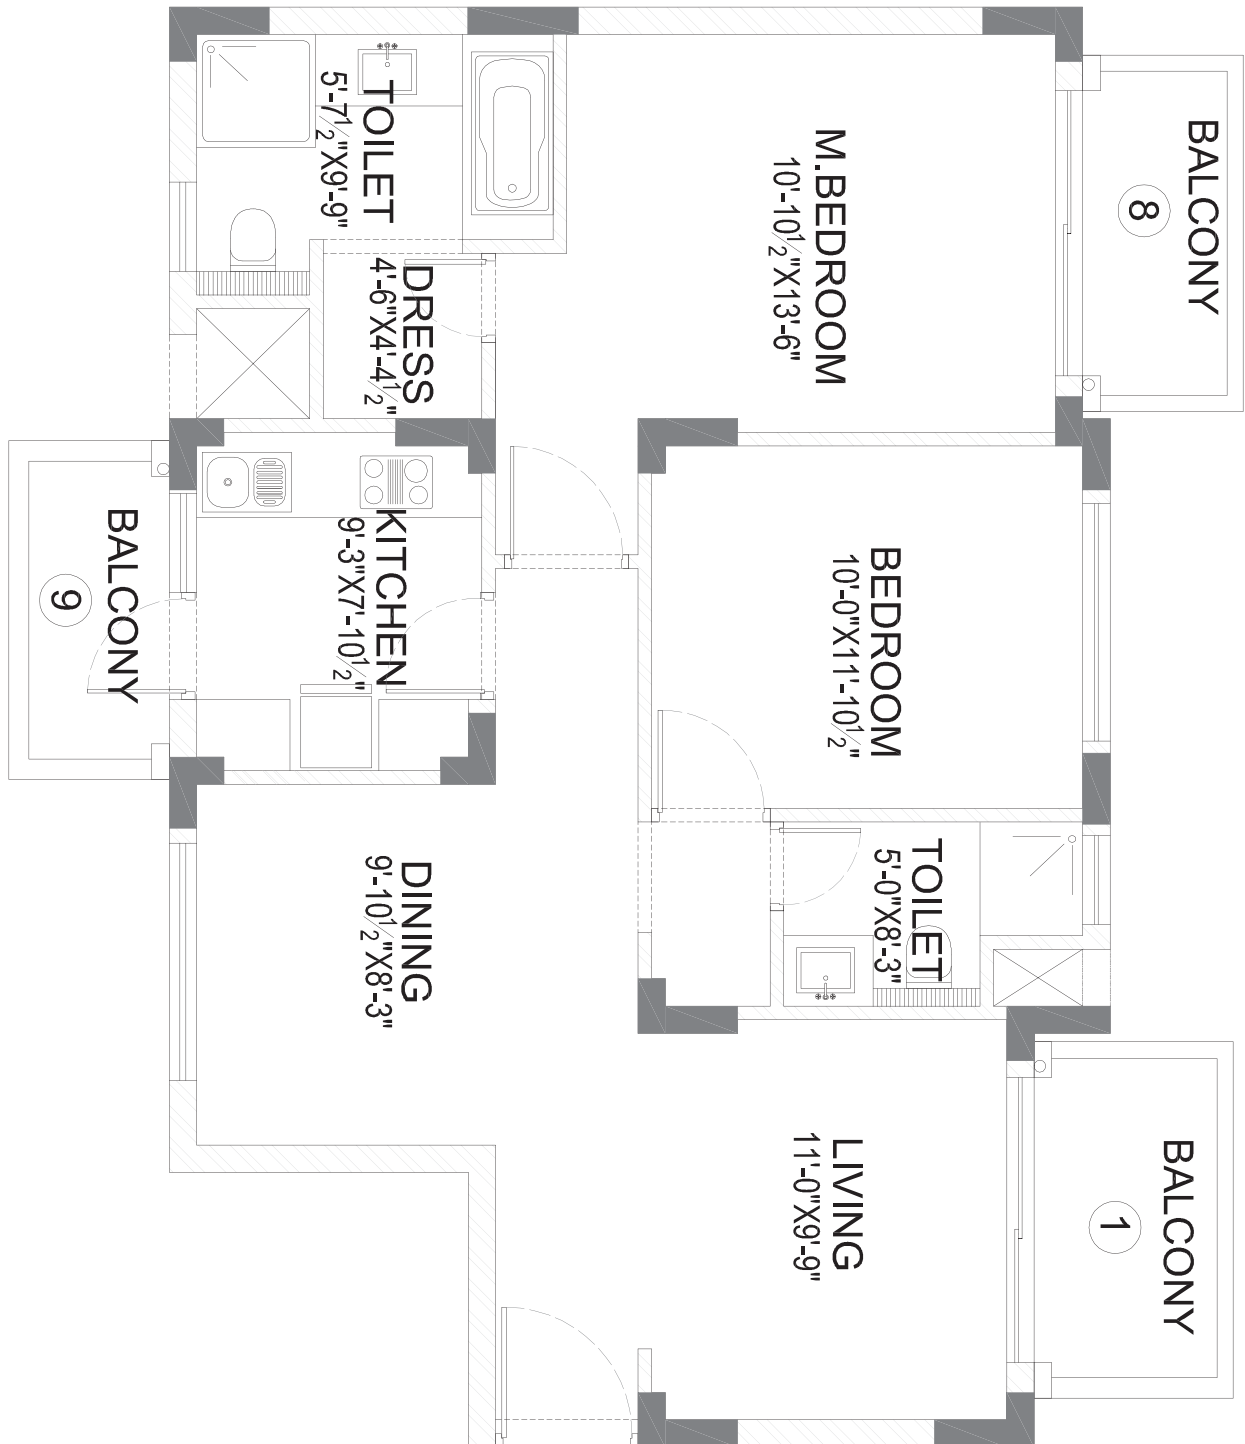 BALCONY
8
M.BEDROOM
10'-10½"X13'-6"
TOILET
5'-7½"X9'-9"
DRESS
4'-6"X4'-4½"
BEDROOM
10'-0"X11'-10½"
KITCHEN
9'-3"X7'-10½"
BALCONY
9
TOILET
5'-0"X8'-3"
DINING
9'-10½"X8'-3"
BALCONY
1
LIVING
11'-0"X9'-9"